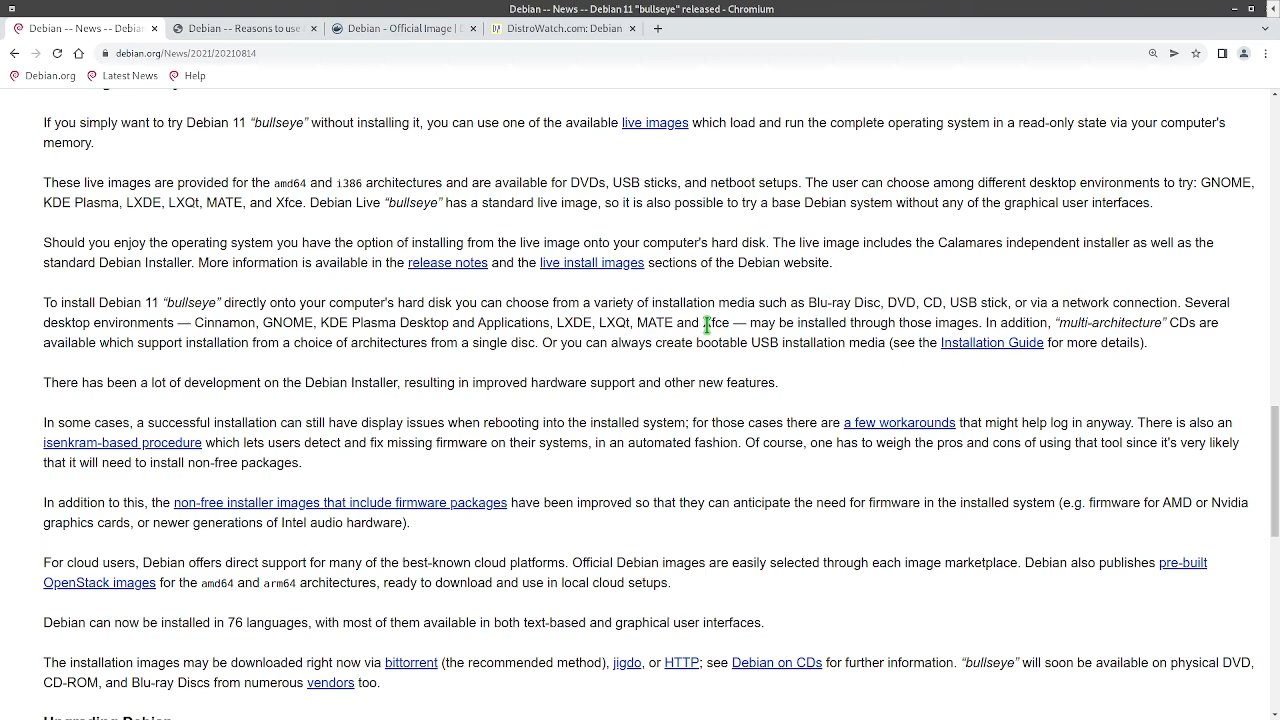 Debian -- News -- Debian 11 "bullseye" released - Chromium
Debian -- News -- Debian
Debian -- Reasons to use
Debian - Official Image |
DistroWatch.com: Debian
debian.org/News/2021/20210814
Debian.org
Latest News
Help
If you simply want to try Debian 11 “bullseye” without installing it, you can use one of the available live images which load and run the complete operating system in a read-only state via your computer's
memory.
These live images are provided for the amd64 and i386 architectures and are available for DVDs, USB sticks, and netboot setups. The user can choose among different desktop environments to try: GNOME,
KDE Plasma, LXDE, LXQt, MATE, and Xfce. Debian Live “bullseye” has a standard live image, so it is also possible to try a base Debian system without any of the graphical user interfaces.
Should you enjoy the operating system you have the option of installing from the live image onto your computer's hard disk. The live image includes the Calamares independent installer as well as the
standard Debian Installer. More information is available in the release notes and the live install images sections of the Debian website.
To install Debian 11 “bullseye” directly onto your computer's hard disk you can choose from a variety of installation media such as Blu-ray Disc, DVD, CD, USB stick, or via a network connection. Several
desktop environments — Cinnamon, GNOME, KDE Plasma Desktop and Applications, LXDE, LXQt, MATE and Xfce — may be installed through those images. In addition, “multi-architecture” CDs are
available which support installation from a choice of architectures from a single disc. Or you can always create bootable USB installation media (see the Installation Guide for more details).
There has been a lot of development on the Debian Installer, resulting in improved hardware support and other new features.
In some cases, a successful installation can still have display issues when rebooting into the installed system; for those cases there are a few workarounds that might help log in anyway. There is also an
isenkram-based procedure which lets users detect and fix missing firmware on their systems, in an automated fashion. Of course, one has to weigh the pros and cons of using that tool since it's very likely
that it will need to install non-free packages.
In addition to this, the non-free installer images that include firmware packages have been improved so that they can anticipate the need for firmware in the installed system (e.g. firmware for AMD or Nvidia
graphics cards, or newer generations of Intel audio hardware).
For cloud users, Debian offers direct support for many of the best-known cloud platforms. Official Debian images are easily selected through each image marketplace. Debian also publishes pre-built
OpenStack images for the amd64 and arm64 architectures, ready to download and use in local cloud setups.
Debian can now be installed in 76 languages, with most of them available in both text-based and graphical user interfaces.
The installation images may be downloaded right now via bittorrent (the recommended method), jigdo, or HTTP; see Debian on CDs for further information. “bullseye” will soon be available on physical DVD,
CD-ROM, and Blu-ray Discs from numerous vendors too.
Upgrading Debian